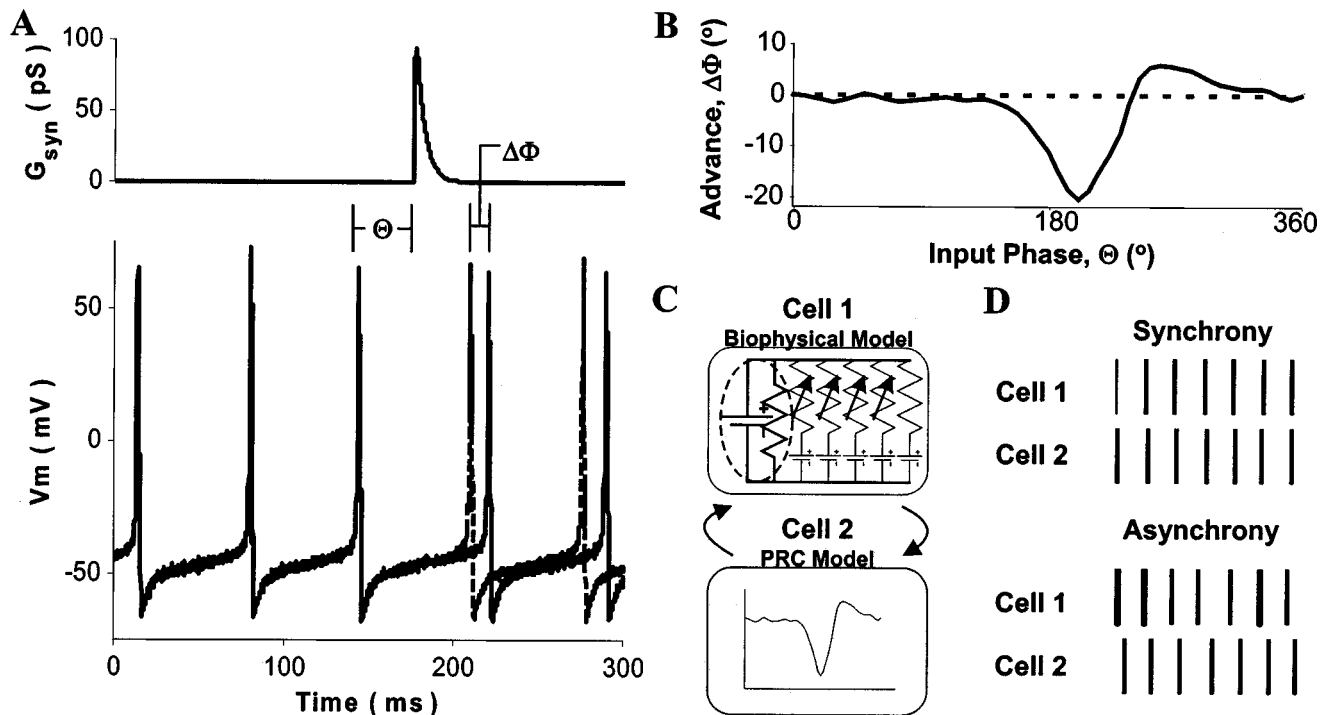 A
G_syn ( pS )
100
50
0
ΔΦ
Θ
Vm ( mV )
50
0
-50
0
100
200
300
Time ( ms )
B
Advance, ΔΦ (º)
10
0
-10
-20
0
180
360
Input Phase, Θ (º)
C
Cell 1
Biophysical Model
+
+ + + + +
Cell 2
PRC Model
D
Synchrony
Cell 1
Cell 2
Asynchrony
Cell 1
Cell 2